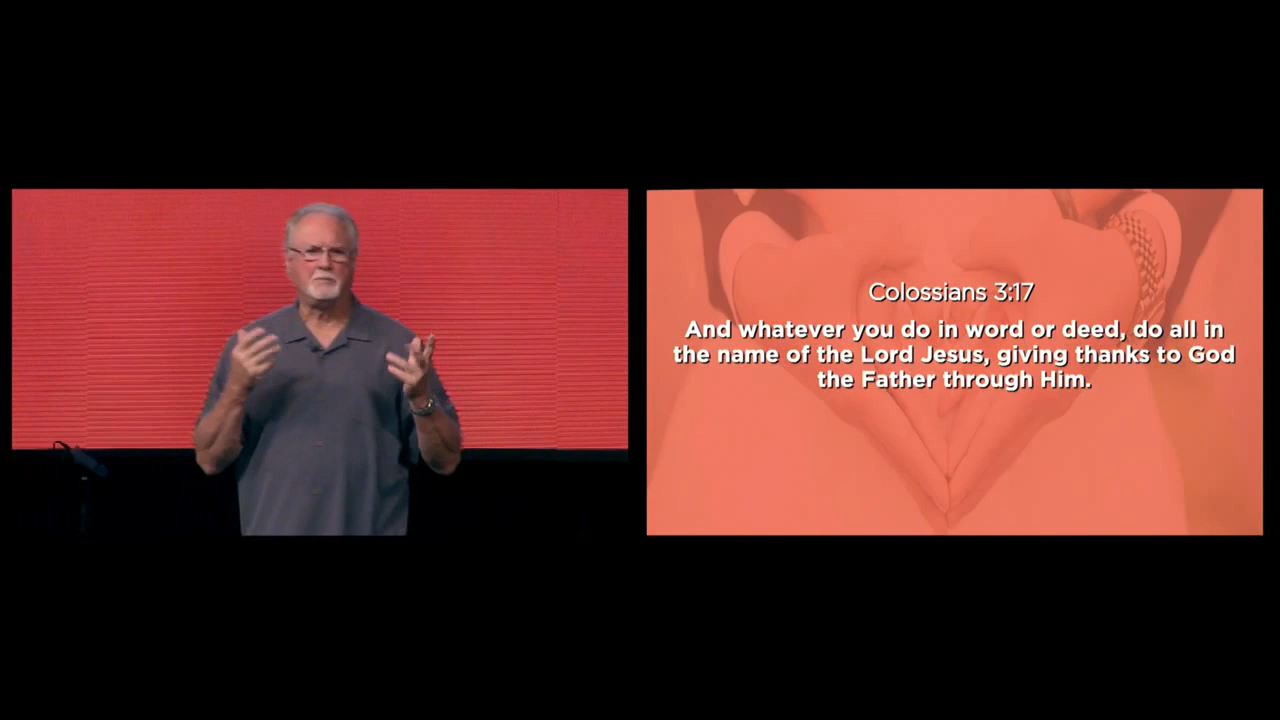 Colossians 3:17
And whatever you do in word or deed, do all in
the name of the Lord Jesus, giving thanks to God
the Father through Him.